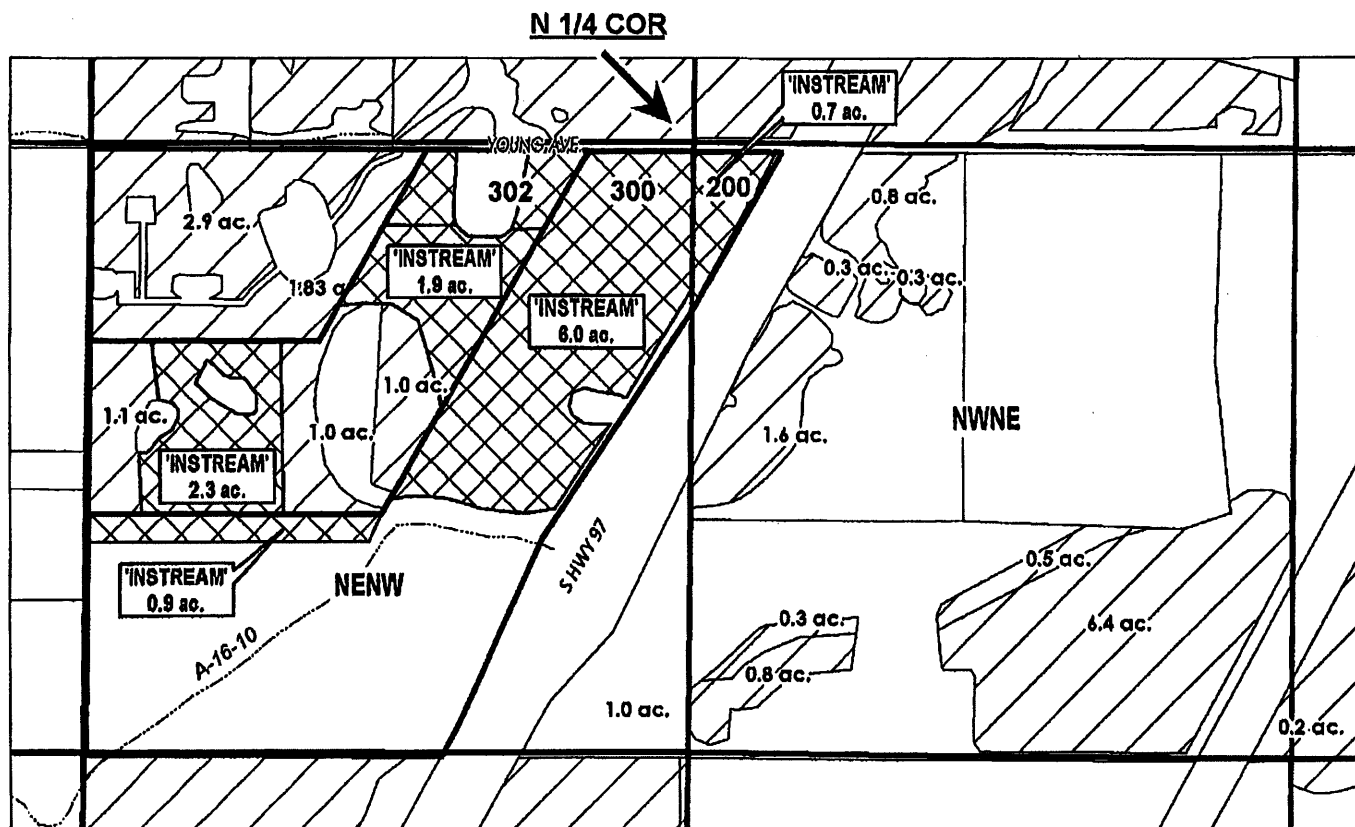 N 1/4 COR
'INSTREAM'
0.7 ac.
YOUNG AVE
302
300
200
2.9 ac.
0.8 ac.
'INSTREAM'
1.9 ac.
0.3 ac.
0.3 ac.
1.83 a
'INSTREAM'
6.0 ac.
1.0 ac.
1.1 ac.
1.0 ac.
1.6 ac.
NWNE
'INSTREAM'
2.3 ac.
'INSTREAM'
0.9 ac.
NENW
S HWY 97
0.5 ac.
A-16-10
0.3 ac.
6.4 ac.
0.8 ac.
1.0 ac.
0.2 ac.